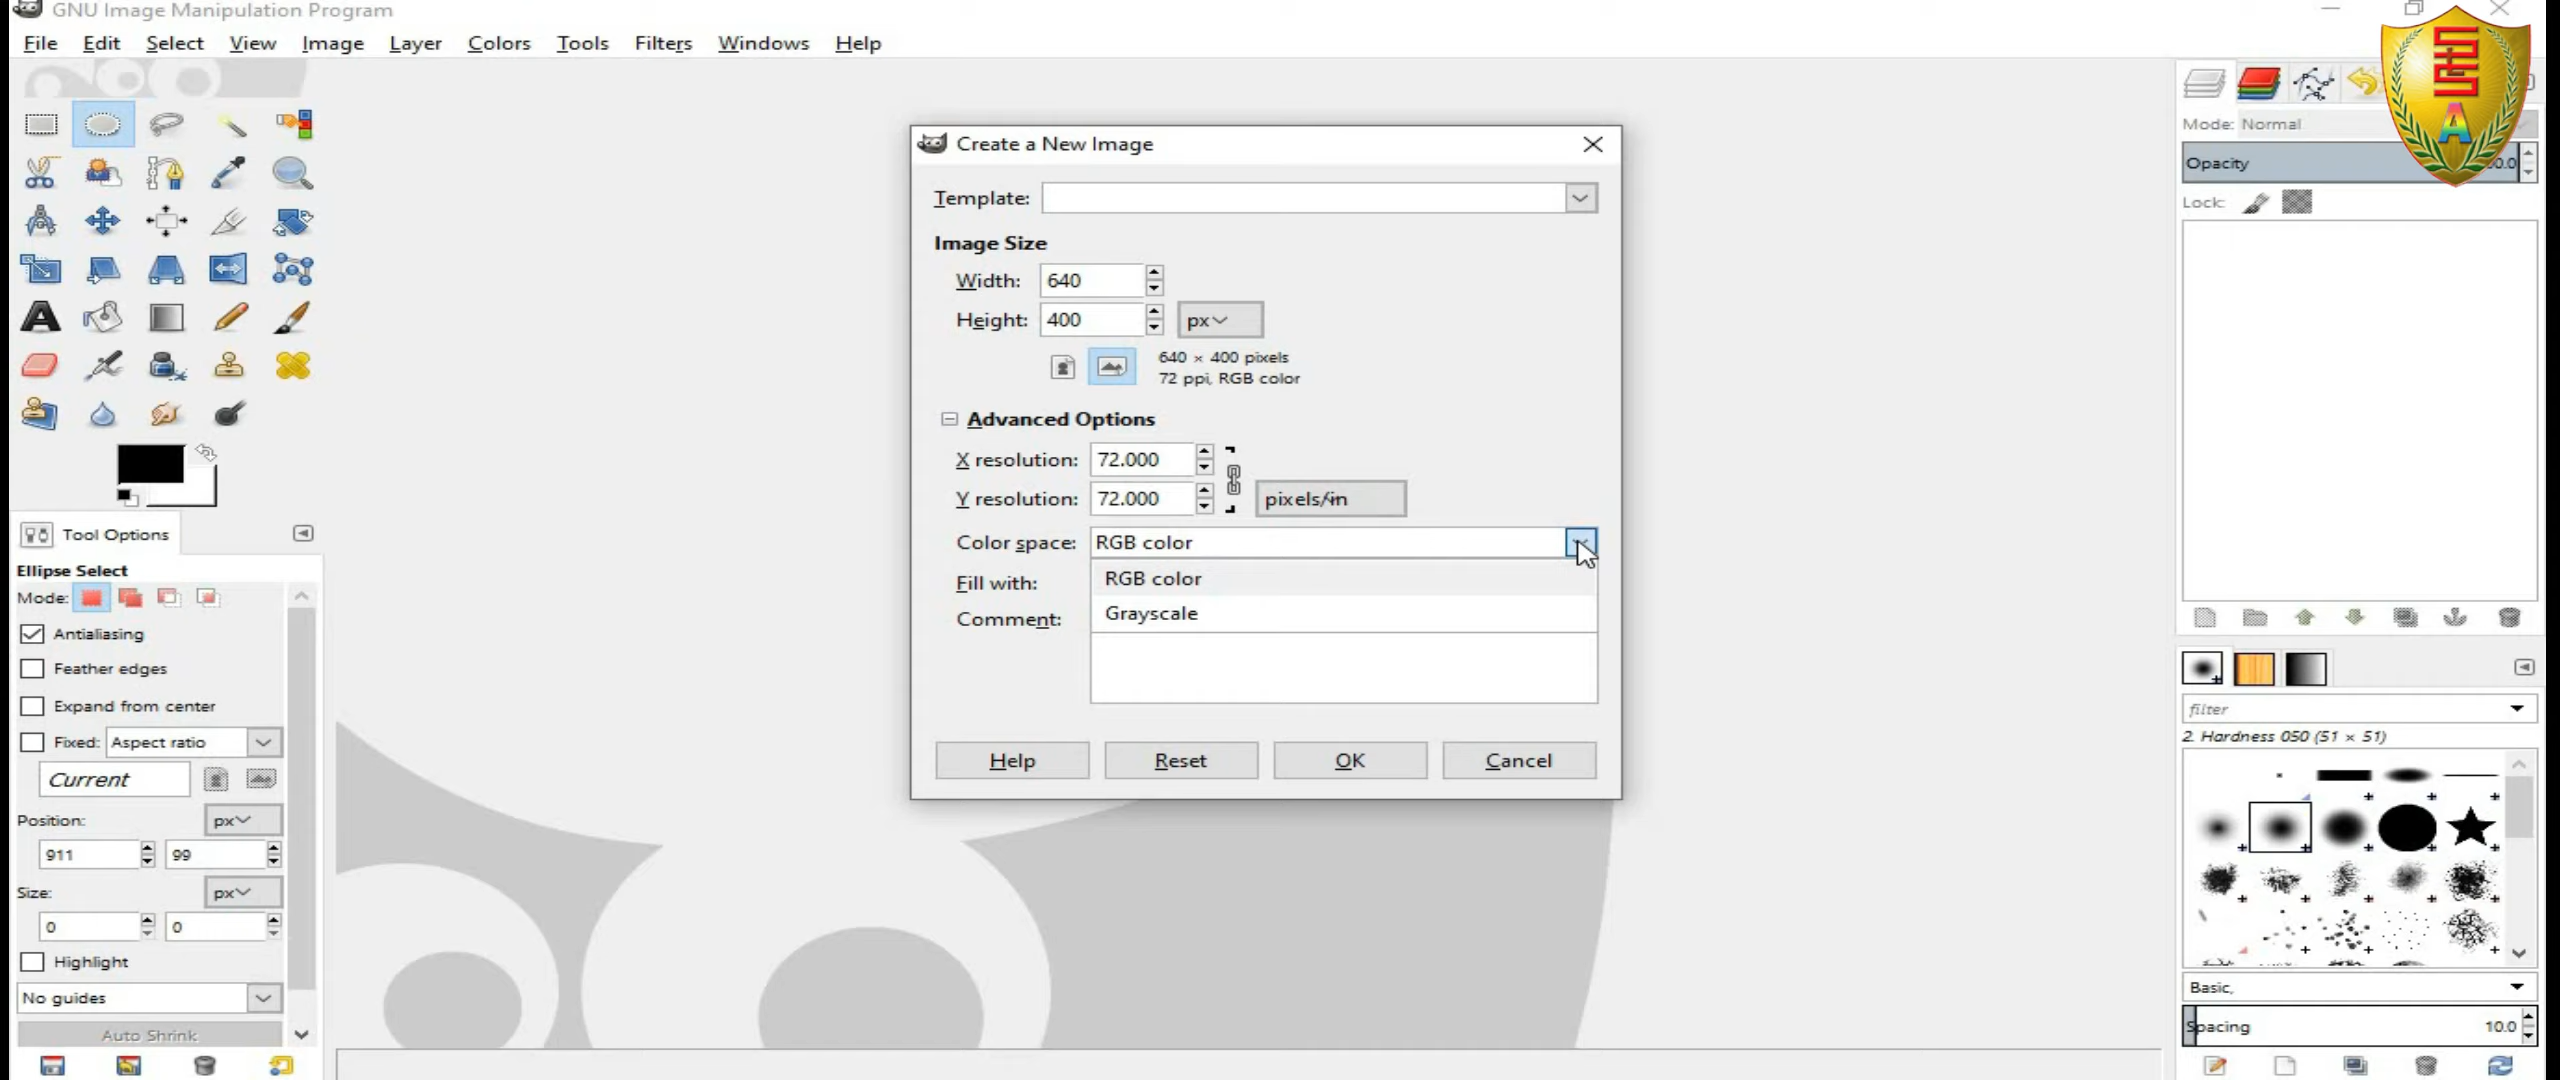 GNU Image Manipulation Program
File Edit Select View Image Layer Colors Tools Filters Windows Help
Create a New Image
Template:
Image Size
Width: 640
Height: 400 px
640 × 400 pixels
72 ppi, RGB color
Advanced Options
X resolution: 72.000
Y resolution: 72.000 pixels/in
Color space: RGB color
RGB color
Grayscale
Fill with:
Comment:
Help Reset OK Cancel
Tool Options
Ellipse Select
Mode:
Antialiasing
Feather edges
Expand from center
Fixed: Aspect ratio
Current
Position: px
911 99
Size: px
0 0
Highlight
No guides
Auto Shrink
Mode: Normal
Opacity
Lock:
filter
2. Hardness 050 (51 × 51)
Basic,
Spacing 10.0